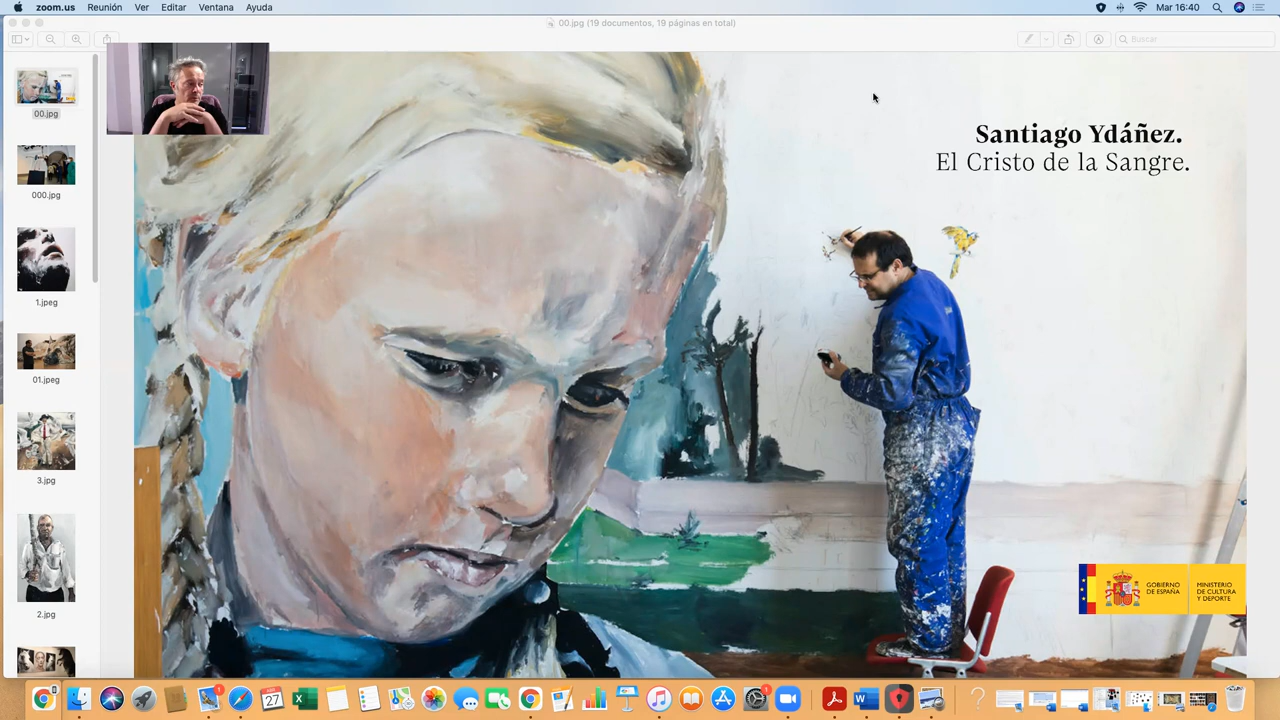 zoom.us Reunión Ver Editar Ventana Ayuda
Mar 16:40
00.jpg (19 documentos, 19 páginas en total)
Buscar
00.jpg
000.jpg
1.jpeg
01.jpeg
3.jpg
2.jpg
Santiago Ydáñez.
El Cristo de la Sangre.
GOBIERNO
DE ESPAÑA
MINISTERIO
DE CULTURA
Y DEPORTE
27